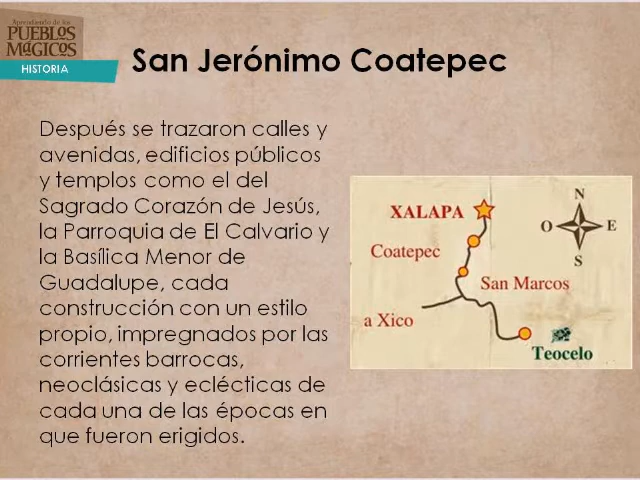 Aprendiendo de los
PUEBLOS
MÁGICOS
HISTORIA
San Jerónimo Coatepec
Después se trazaron calles y
avenidas, edificios públicos
y templos como el del
Sagrado Corazón de Jesús,
la Parroquia de El Calvario y
la Basílica Menor de
Guadalupe, cada
construcción con un estilo
propio, impregnados por las
corrientes barrocas,
neoclásicas y eclécticas de
cada una de las épocas en
que fueron erigidos.
XALAPA
N
O
E
S
Coatepec
San Marcos
a Xico
Teocelo